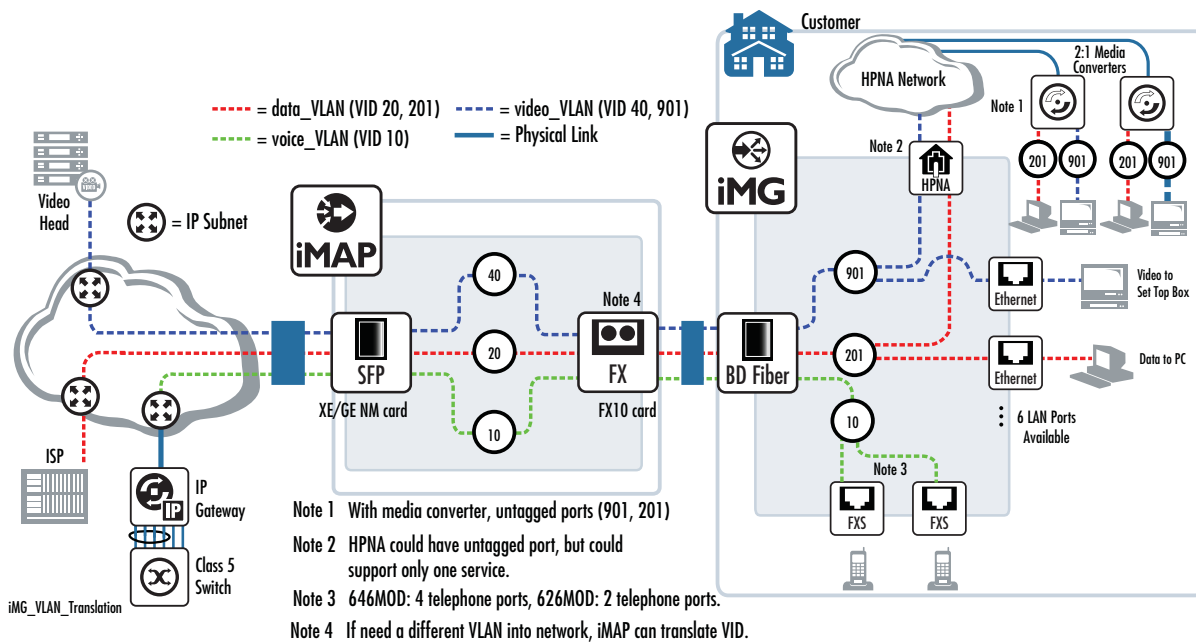 Customer
HPNA Network
2:1 Media
Converters
Note 1
201
901
201
901
= data_VLAN (VID 20, 201)
= video_VLAN (VID 40, 901)
= voice_VLAN (VID 10)
= Physical Link
Video
Head
= IP Subnet
iMAP
iMG
Note 2
HPNA
40
Note 4
901
Ethernet
Video to
Set Top Box
20
SFP
FX
BD Fiber
201
Ethernet
Data to PC
XE/GE NM card
10
FX10 card
10
6 LAN Ports
Available
ISP
IP
Gateway
IP
Note 3
FXS
FXS
Class 5
Switch
iMG_VLAN_Translation
Note 1 With media converter, untagged ports (901, 201)
Note 2 HPNA could have untagged port, but could
support only one service.
Note 3 646MOD: 4 telephone ports, 626MOD: 2 telephone ports.
Note 4 If need a different VLAN into network, iMAP can translate VID.